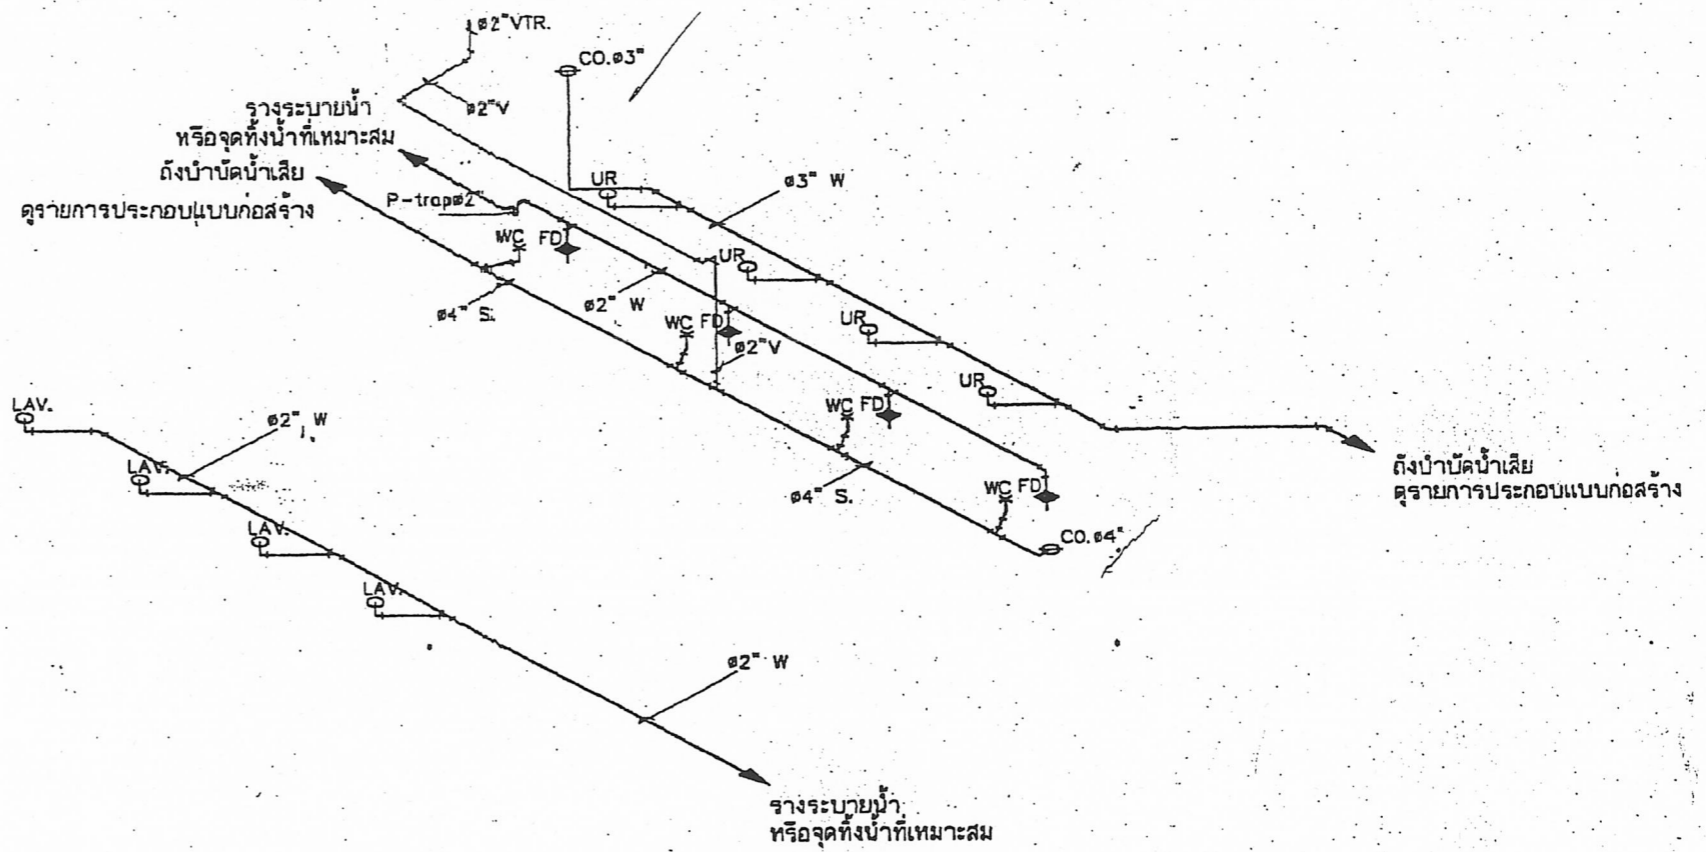 ø2"VTR.
CO.ø3"
ø2"V
รางระบายน้ำ
หรือจุดทิ้งน้ำที่เหมาะสม
ถังบำบัดน้ำเสีย
ดูรายการประกอบแบบก่อสร้าง
P-trapø2"
UR
ø3" W
WC
FD
UR
ø4" S.
ø2" W
WC
FD
UR
ø2"V
UR
WC
FD
LAV.
ø2" W
LAV.
ø4" S.
WC
FD
ถังบำบัดน้ำเสีย
ดูรายการประกอบแบบก่อสร้าง
LAV.
CO.ø4"
LAV.
ø2" W
รางระบายน้ำ
หรือจุดทิ้งน้ำที่เหมาะสม